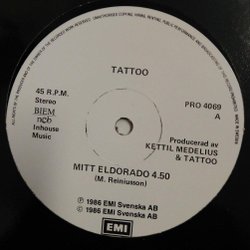 TATTOO
45 R.P.M.
Stereo
BIEM
ncb
Inhouse
Music
PRO 4069
A
Producerad av
KETTIL MEDELIUS
& TATTOO
MITT ELDORADO 4.50
(M. Reiniusson)
℗ 1986 EMI Svenska AB
© 1986 EMI Svenska AB
EMI